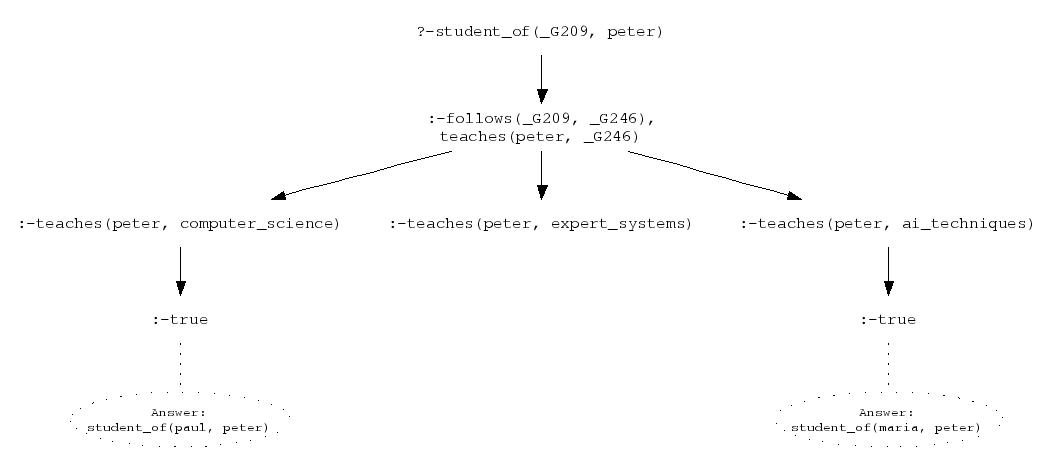 ?-student_of(_G209, peter)
:-follows(_G209, _G246),
teaches(peter, _G246)
:-teaches(peter, computer_science)
:-teaches(peter, expert_systems)
:-teaches(peter, ai_techniques)
:-true
:-true
Answer:
student_of(paul, peter)
Answer:
student_of(maria, peter)